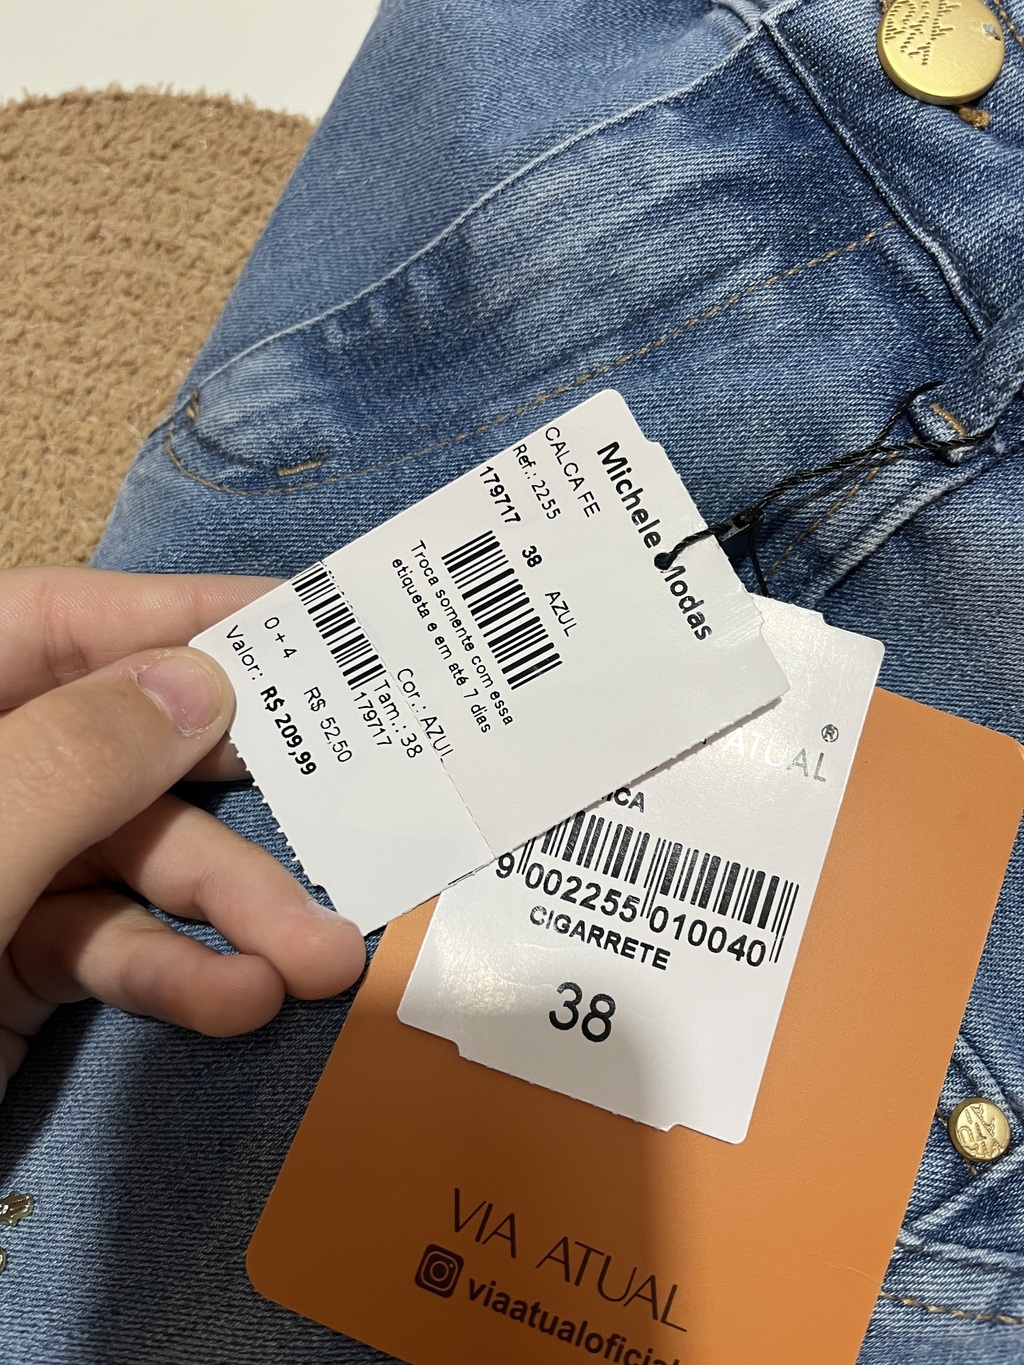 Michele Modas
CALCA FE
Ref.: 2255
179717 38 AZUL
Troca somente com essa
etiqueta e em até 7 dias
Cor.: AZUL
Tam.: 38
179717
0 + 4 R$ 52,50
Valor: R$ 209,99
ATUAL®
9 002255 010040
CIGARRETE
38
VIA ATUAL
viaatualoficial